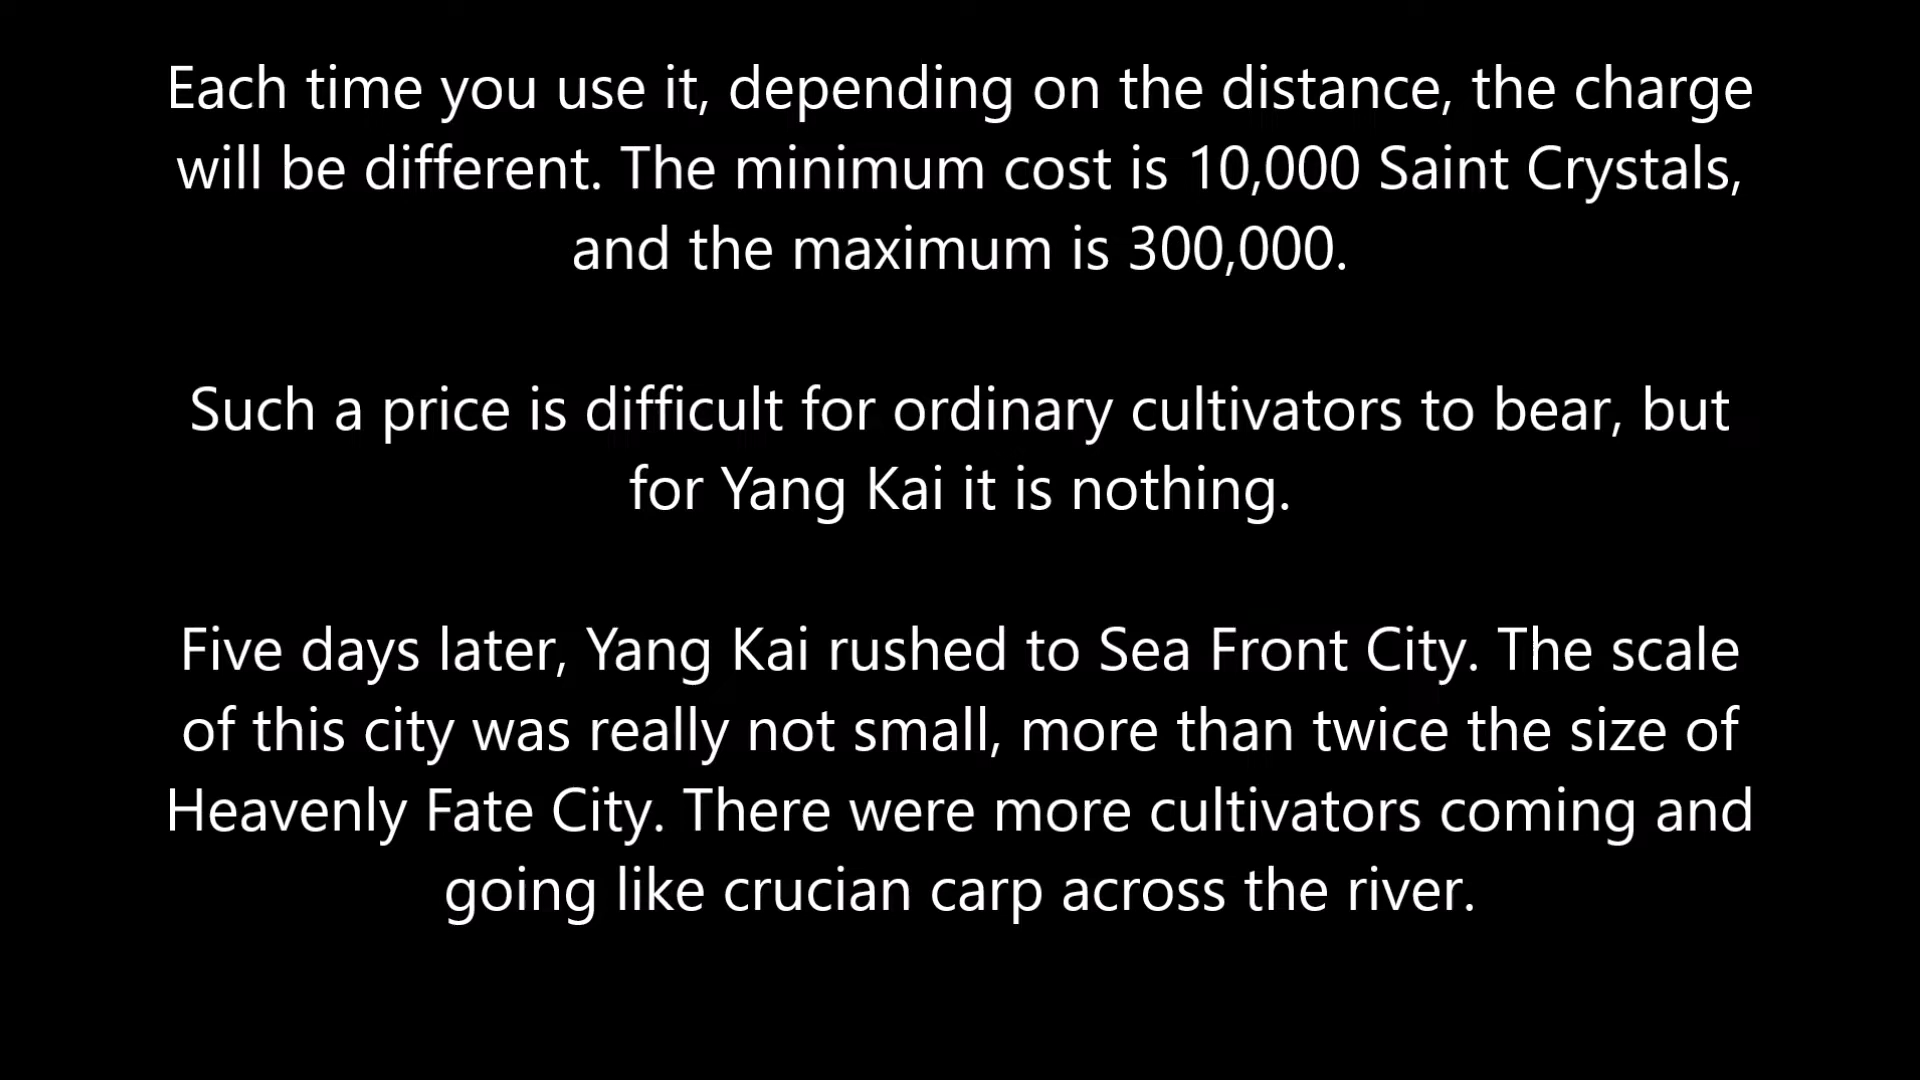 Each time you use it, depending on the distance, the charge
will be different. The minimum cost is 10,000 Saint Crystals,
and the maximum is 300,000.
Such a price is difficult for ordinary cultivators to bear, but
for Yang Kai it is nothing.
Five days later, Yang Kai rushed to Sea Front City. The scale
of this city was really not small, more than twice the size of
Heavenly Fate City. There were more cultivators coming and
going like crucian carp across the river.